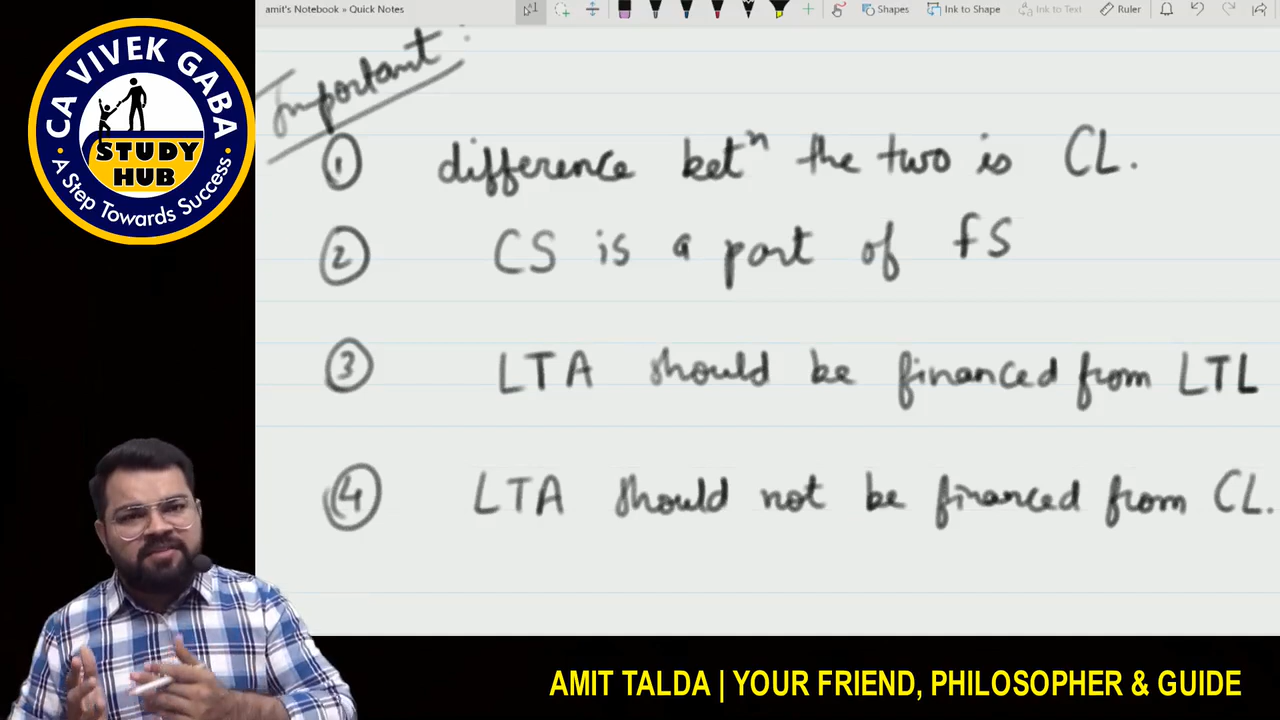 amit's Notebook » Quick Notes
Shapes
Ink to Shape
Ink to Text
Ruler
CA VIVEK GABA
STUDY
HUB
A Step Towards Success
Important:
① difference betⁿ the two is CL.
② CS is a part of fS
③ LTA should be financed from LTL
④ LTA should not be financed from CL.
AMIT TALDA | YOUR FRIEND, PHILOSOPHER & GUIDE